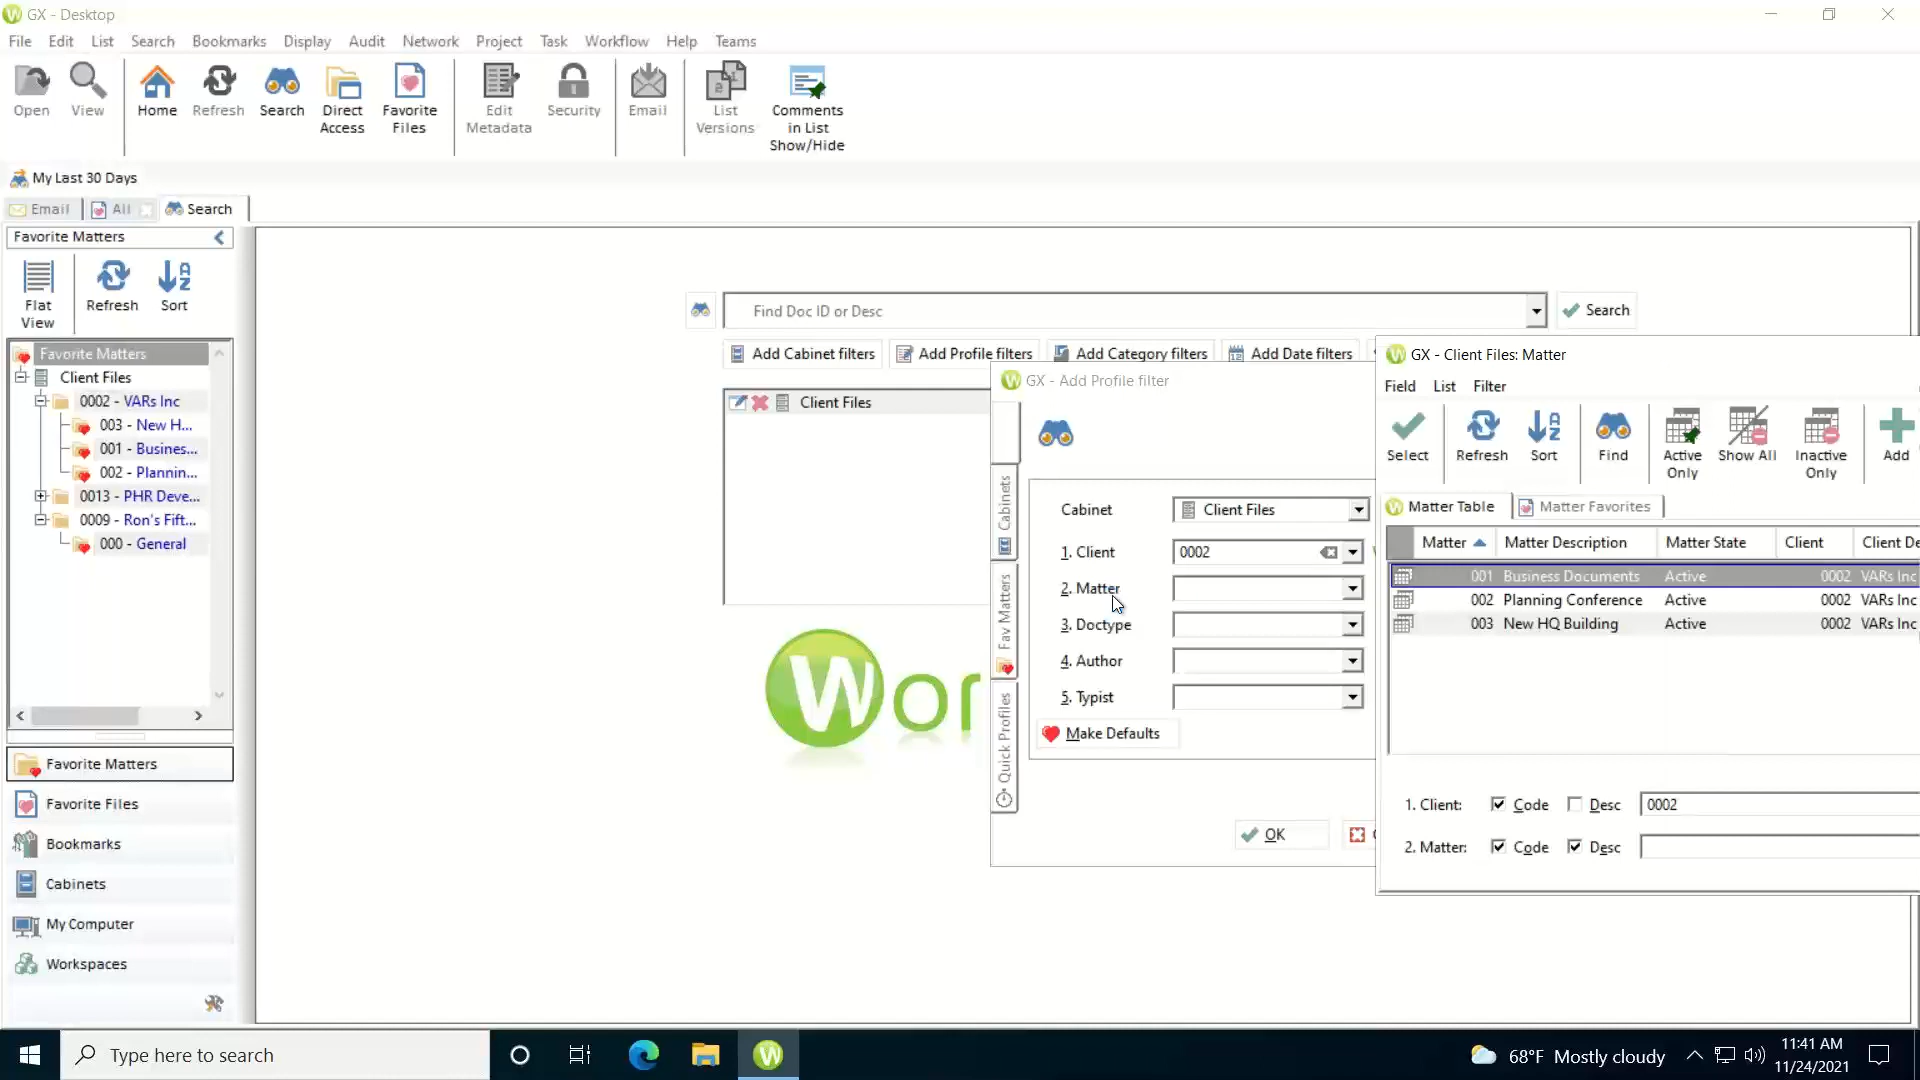 GX - Desktop
File Edit List Search Bookmarks Display Audit Network Project Task Workflow Help Teams
Open View Home Refresh Search Direct Access Favorite Files Edit Metadata Security Email List Versions Comments in List Show/Hide
My Last 30 Days
Email All Search
Favorite Matters
Flat View Refresh Sort
Favorite Matters
Client Files
0002 - VARs Inc
003 - New H...
001 - Busines...
002 - Plannin...
0013 - PHR Deve...
0009 - Ron's Fift...
000 - General
Favorite Matters
Favorite Files
Bookmarks
Cabinets
My Computer
Workspaces
Find Doc ID or Desc Search
Add Cabinet filters Add Profile filters Add Category filters Add Date filters
Client Files
Wor
GX - Add Profile filter
Cabinets
Fav Matters
Quick Profiles
Cabinet Client Files
1. Client 0002
2. Matter
3. Doctype
4. Author
5. Typist
Make Defaults
OK
GX - Client Files: Matter
Field List Filter
Select Refresh Sort Find Active Only Show All Inactive Only Add
Matter Table Matter Favorites
Matter Matter Description Matter State Client Client De
001 Business Documents Active 0002 VARs Inc
002 Planning Conference Active 0002 VARs Inc
003 New HQ Building Active 0002 VARs Inc
1. Client: Code Desc 0002
2. Matter: Code Desc
Type here to search
68°F Mostly cloudy
11:41 AM
11/24/2021